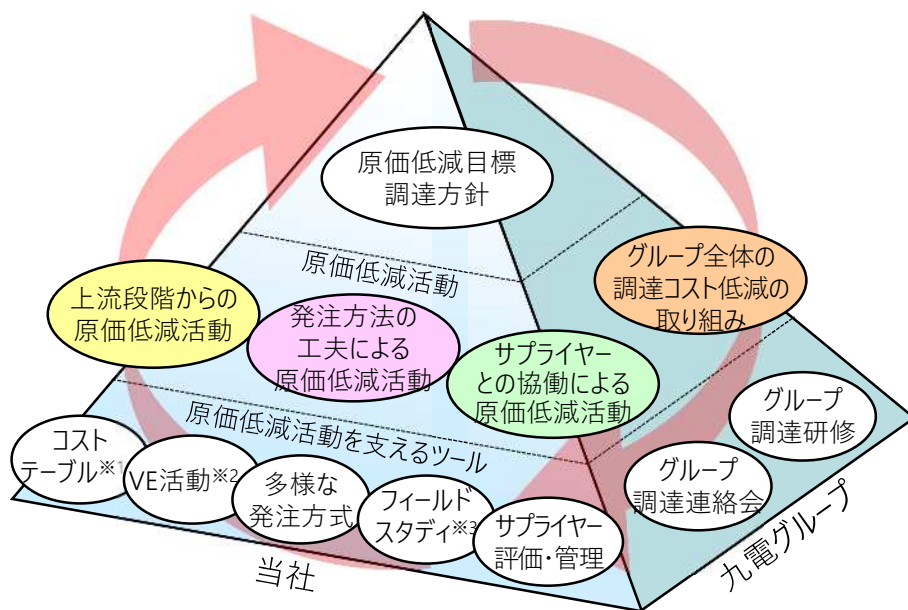 原価低減目標
調達方針
原価低減活動
グループ全体の
調達コスト低減の
取り組み
上流段階からの
原価低減活動
発注方法の
工夫による
原価低減活動
サプライヤー
との協働による
原価低減活動
原価低減活動を支えるツール
コスト
テーブル※1
VE活動※2
多様な
発注方式
フィールド
スタディ※3
サプライヤー
評価・管理
グループ
調達連絡会
グループ
調達研修
当社
九電グループ